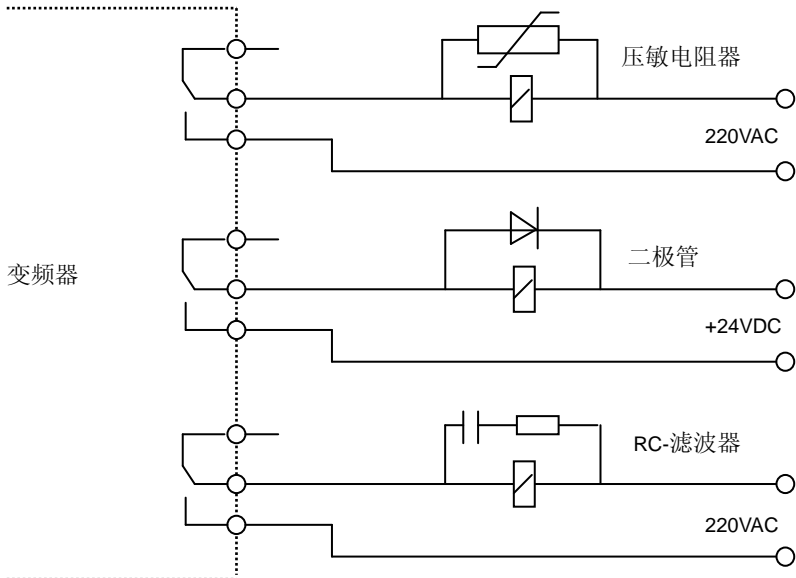 压敏电阻器
220VAC
二极管
变频器
+24VDC
RC-滤波器
220VAC